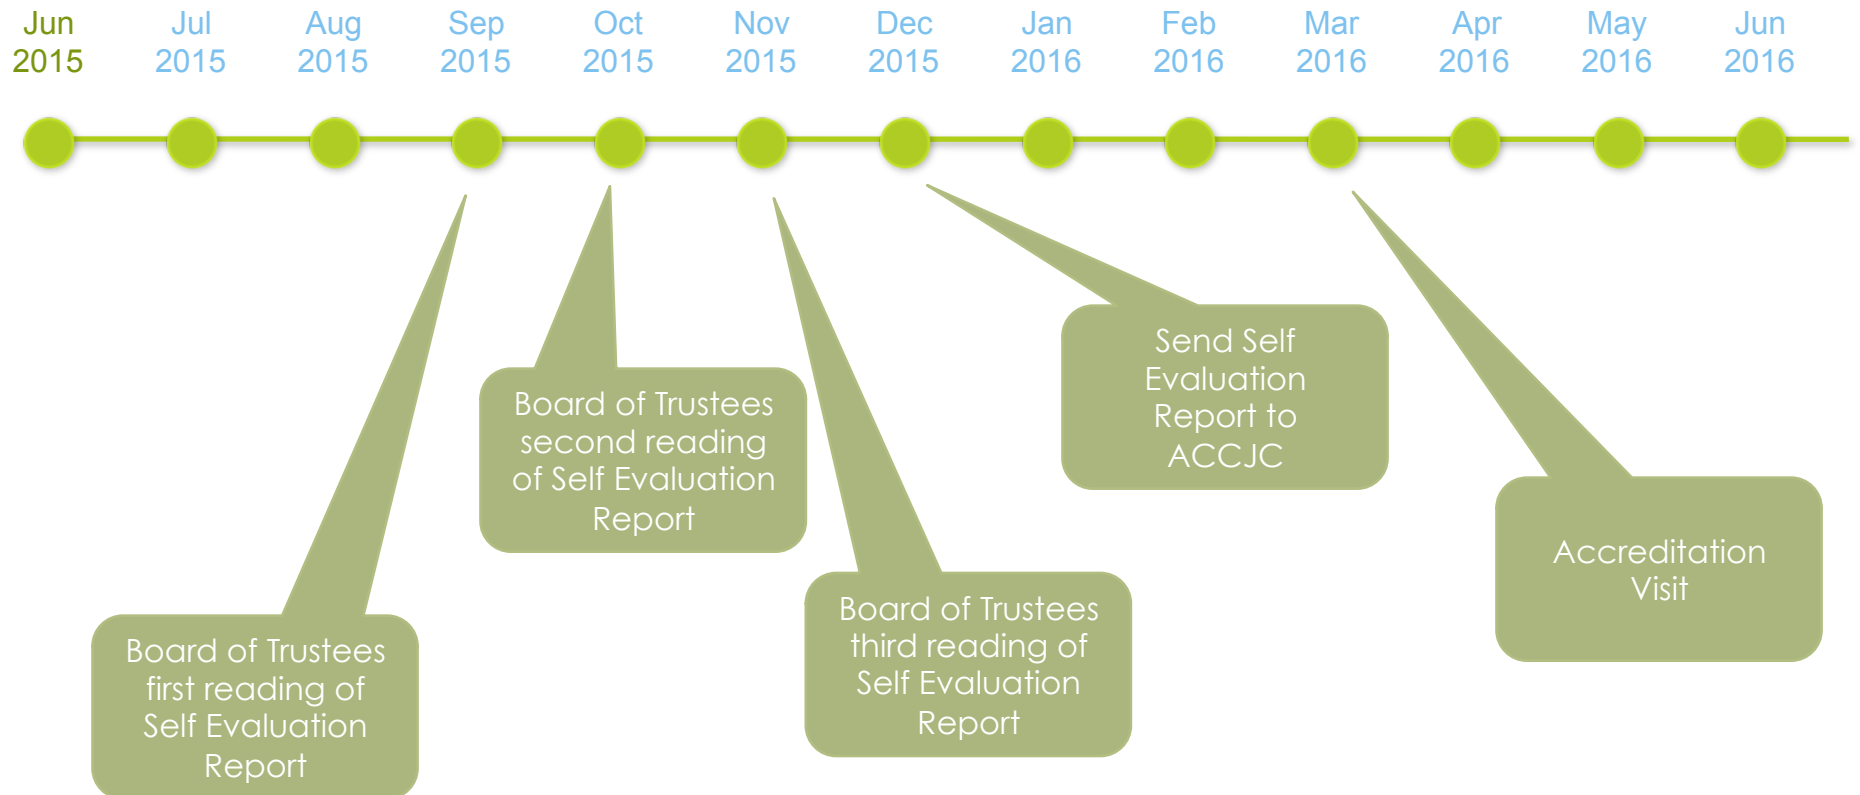 Jun
2015
Jul
2015
Aug
2015
Sep
2015
Oct
2015
Nov
2015
Dec
2015
Jan
2016
Feb
2016
Mar
2016
Apr
2016
May
2016
Jun
2016
Board of Trustees
first reading of
Self Evaluation
Report
Board of Trustees
second reading
of Self Evaluation
Report
Board of Trustees
third reading of
Self Evaluation
Report
Send Self
Evaluation
Report to
ACCJC
Accreditation
Visit